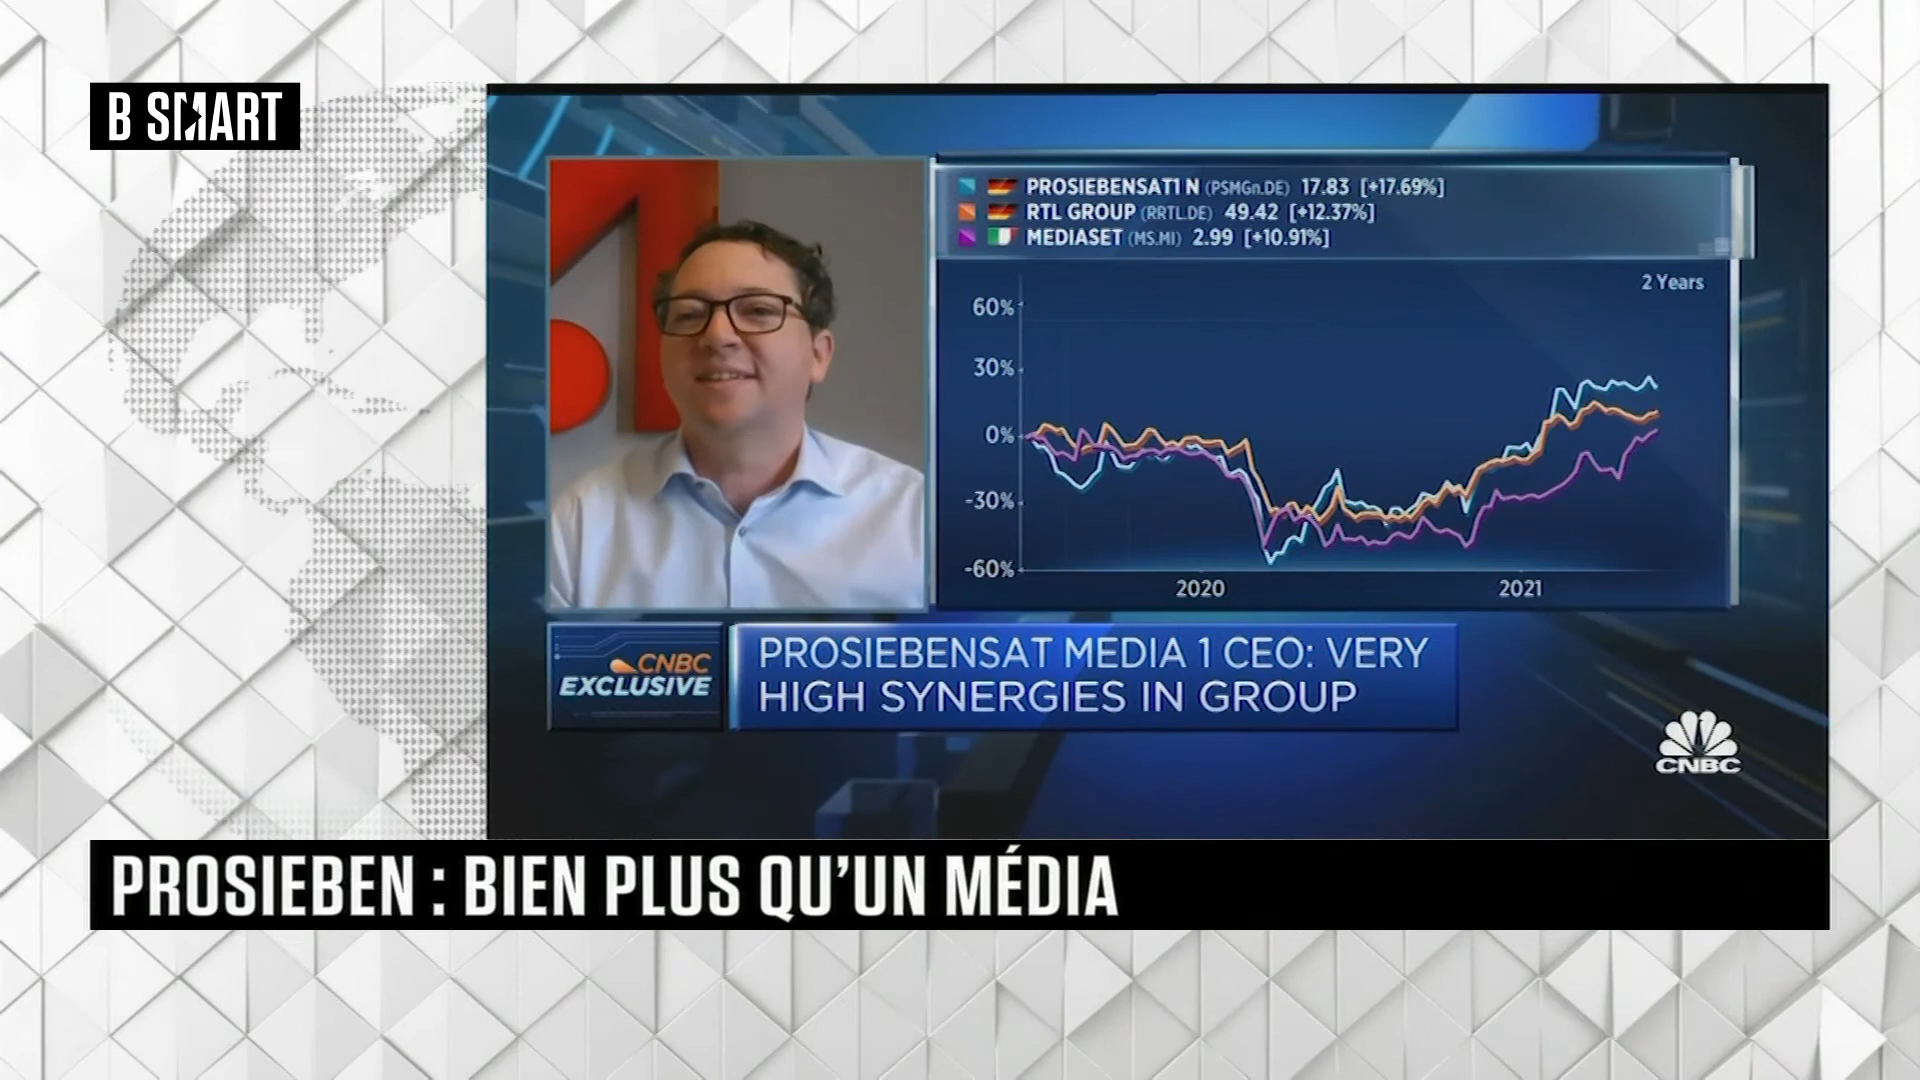 B SMART
PROSIEBENSAT1 N (PSMGn.DE) 17.83 [+17.69%]
RTL GROUP (RRTL.DE) 49.42 [+12.37%]
MEDIASET (MS.MI) 2.99 [+10.91%]
2 Years
60%
30%
0%
-30%
-60%
2020 2021
CNBC
EXCLUSIVE
PROSIEBENSAT MEDIA 1 CEO: VERY
HIGH SYNERGIES IN GROUP
CNBC
PROSIEBEN : BIEN PLUS QU’UN MÉDIA